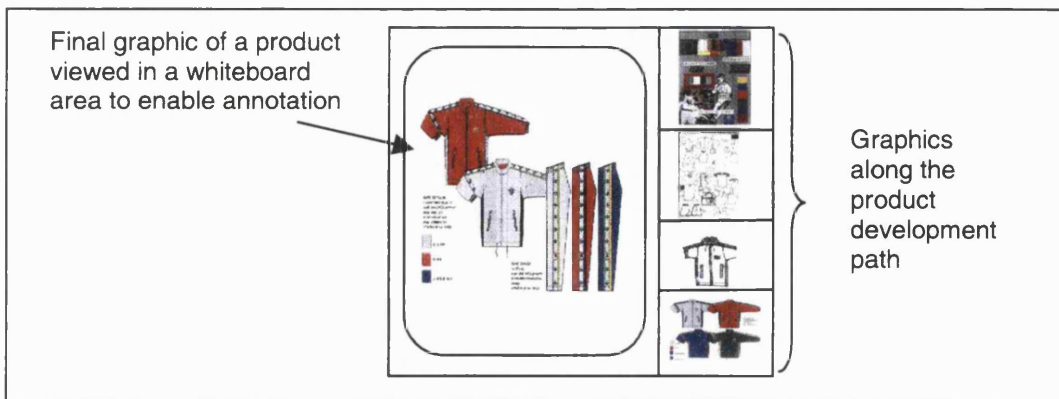 Final graphic of a product
viewed in a whiteboard
area to enable annotation
Graphics
along the
product
development
path